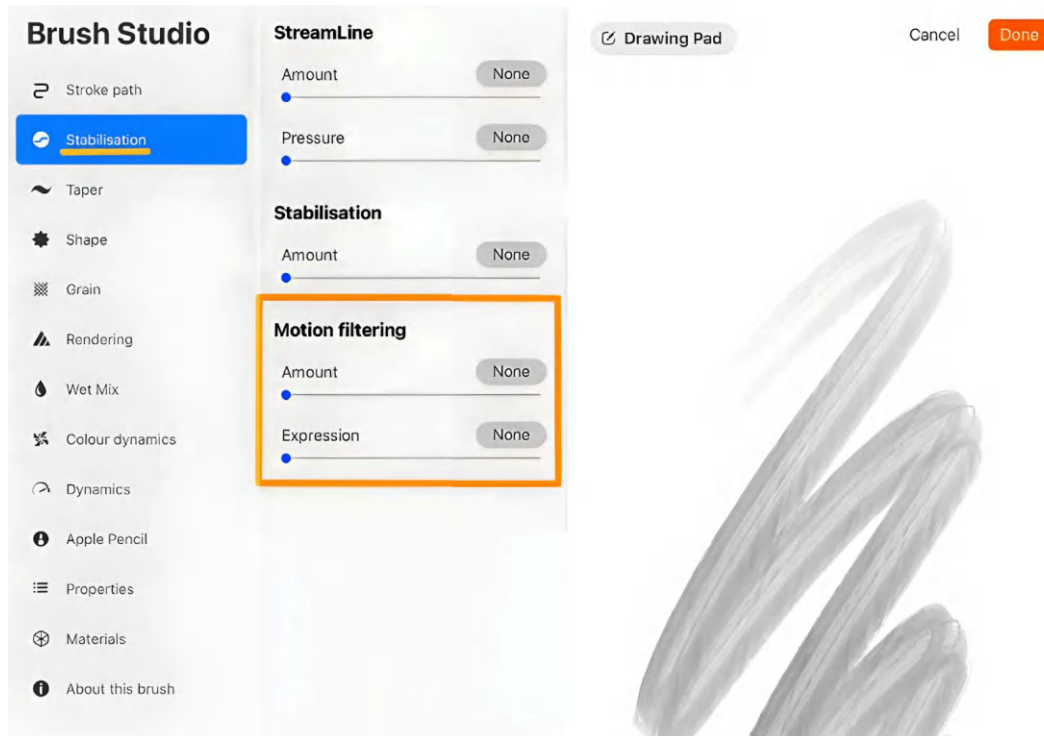 Brush Studio
Stroke path
Stabilisation
Taper
Shape
Grain
Rendering
Wet Mix
Colour dynamics
Dynamics
Apple Pencil
Properties
Materials
About this brush
StreamLine
Amount None
Pressure None
Stabilisation
Amount None
Motion filtering
Amount None
Expression None
Drawing Pad Cancel Done